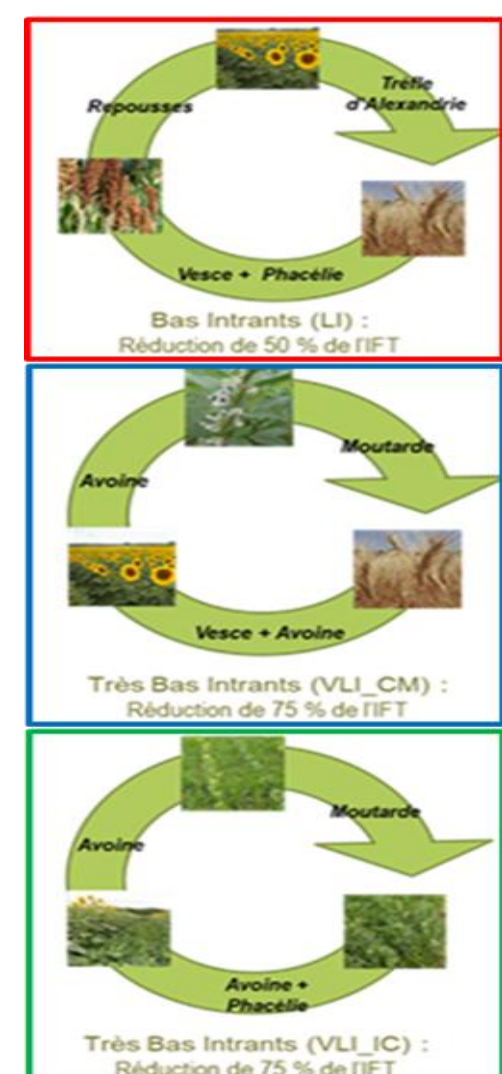 Repousses
Trèfle
d'Alexandrie
Vesce + Phacélie
Bas Intrants (LI) :
Réduction de 50 % de l'IFT
Avoine
Moutarde
Vesce + Avoine
Très Bas Intrants (VLI_CM) :
Réduction de 75 % de l'IFT
Avoine
Moutarde
Avoine +
Phacélie
Très Bas Intrants (VLI_IC) :
Réduction de 75 % de l'IFT